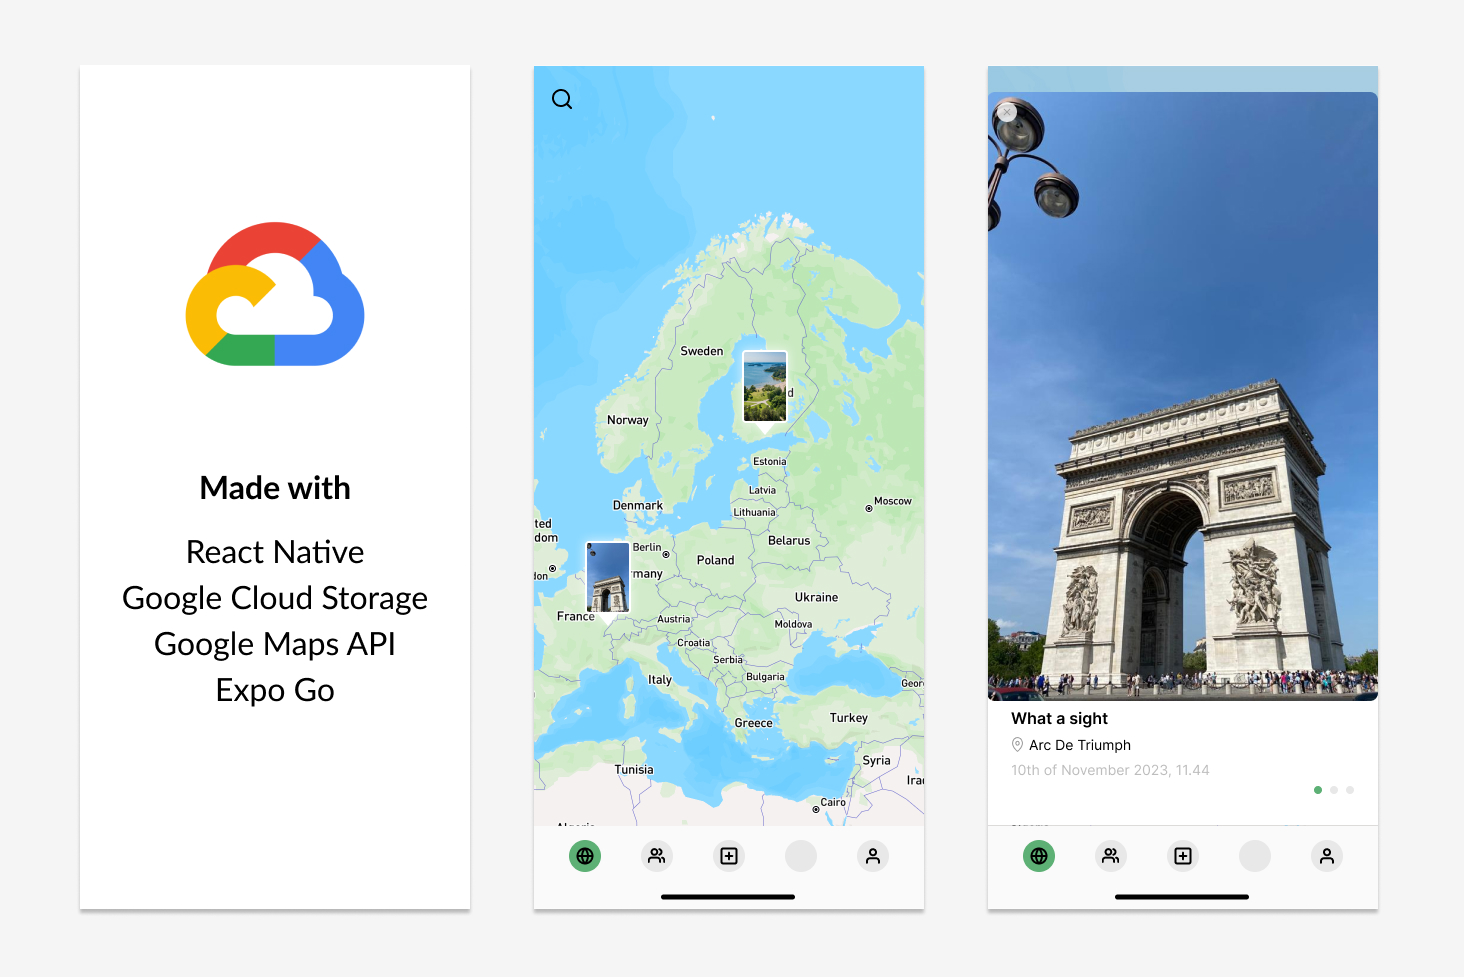 Made with
React Native
Google Cloud Storage
Google Maps API
Expo Go
Sweden
d
Norway
Estonia
Latvia
Lithuania
Moscow
Denmark
ted
dom
don
Berlin
Belarus
Poland
many
Ukraine
France
Austria
Moldova
Croatia
Serbia
Bulgaria
Italy
Geor
Greece
Turkey
Syria
Tunisia
Ira
Cairo
What a sight
Arc De Triumph
10th of November 2023, 11.44